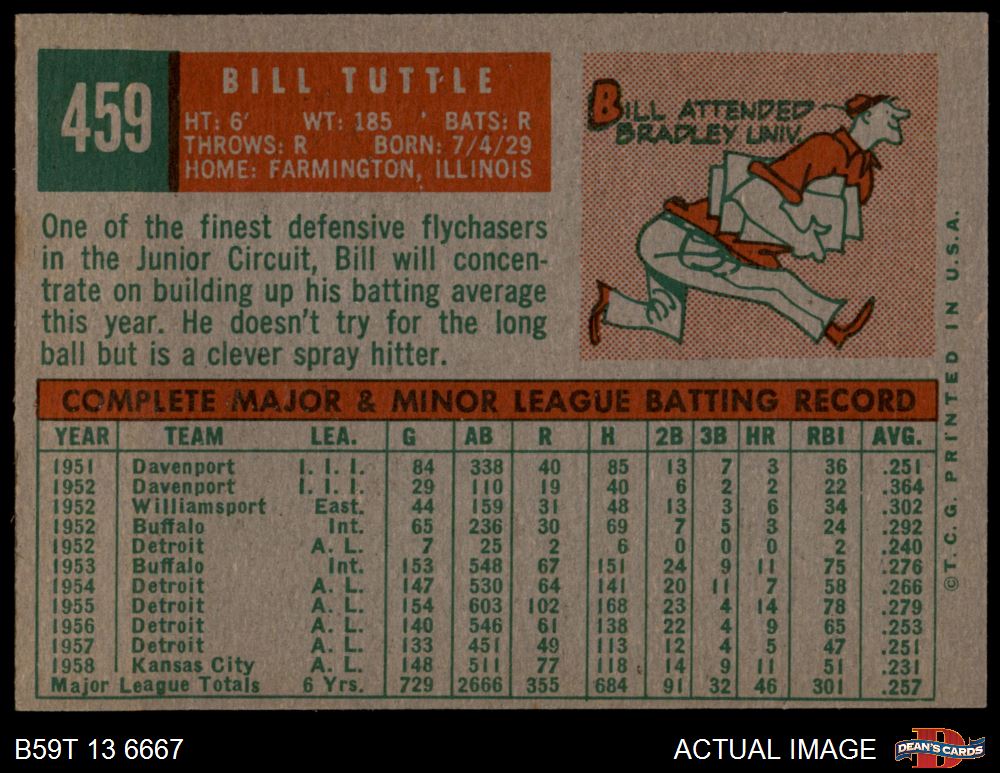 459
BILL TUTTLE
HT: 6' WT: 185 BATS: R
THROWS: R BORN: 7/4/29
HOME: FARMINGTON, ILLINOIS
BILL ATTENDED
BRADLEY UNIV.
One of the finest defensive flychasers
in the Junior Circuit, Bill will concen-
trate on building up his batting average
this year. He doesn't try for the long
ball but is a clever spray hitter.
COMPLETE MAJOR & MINOR LEAGUE BATTING RECORD
YEAR TEAM LEA. G AB R H 2B 3B HR RBI AVG.
1951 Davenport I. I. I. 84 338 40 85 13 7 3 36 .251
1952 Davenport I. I. I. 29 110 19 40 6 2 2 22 .364
1952 Williamsport East. 44 159 31 48 13 3 6 34 .302
1952 Buffalo Int. 65 236 30 69 7 5 3 24 .292
1952 Detroit A. L. 7 25 2 6 0 0 0 2 .240
1953 Buffalo Int. 153 548 67 151 24 9 11 75 .276
1954 Detroit A. L. 147 530 64 141 20 11 7 58 .266
1955 Detroit A. L. 154 603 102 168 23 4 14 78 .279
1956 Detroit A. L. 140 546 61 138 22 4 9 65 .253
1957 Detroit A. L. 133 451 49 113 12 4 5 47 .251
1958 Kansas City A. L. 148 511 77 118 14 9 11 51 .231
Major League Totals 6 Yrs. 729 2666 355 684 91 32 46 301 .257
©T. C. G. PRINTED IN U.S.A.
B59T 13 6667
ACTUAL IMAGE
D
DEAN'S CARDS